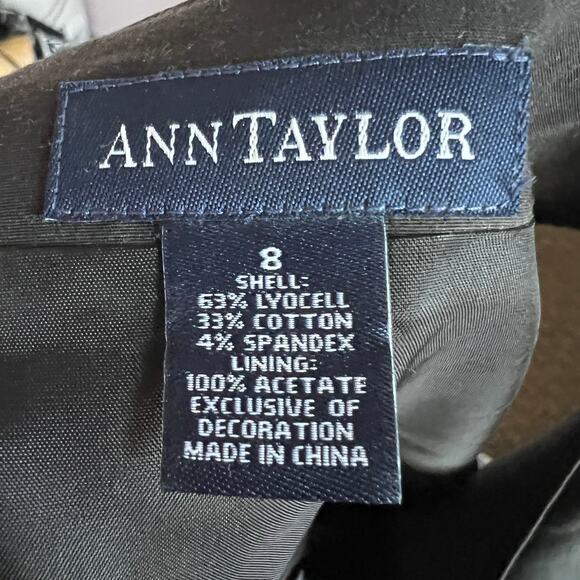 ANN TAYLOR
8
SHELL:
63% LYOCELL
33% COTTON
4% SPANDEX
LINING:
100% ACETATE
EXCLUSIVE OF
DECORATION
MADE IN CHINA